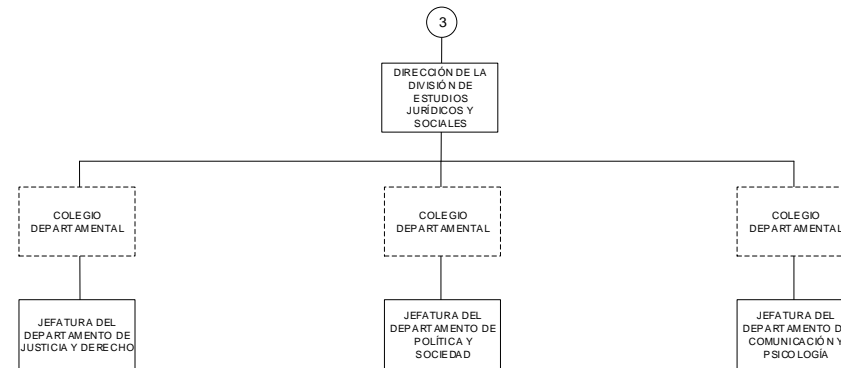 3
DIRECCIÓN DE LA
DIVISIÓN DE
ESTUDIOS
JURÍDICOS Y
SOCIALES
COLEGIO
DEPARTAMENTAL
COLEGIO
DEPARTAMENTAL
COLEGIO
DEPARTAMENTAL
JEFATURA DEL
DEPARTAMENTO DE
JUSTICIA Y DERECHO
JEFATURA DEL
DEPARTAMENTO DE
POLÍTICA Y
SOCIEDAD
JEFATURA DEL
DEPARTAMENTO D
COMUNICACIÓN Y
PSICOLOGÍA